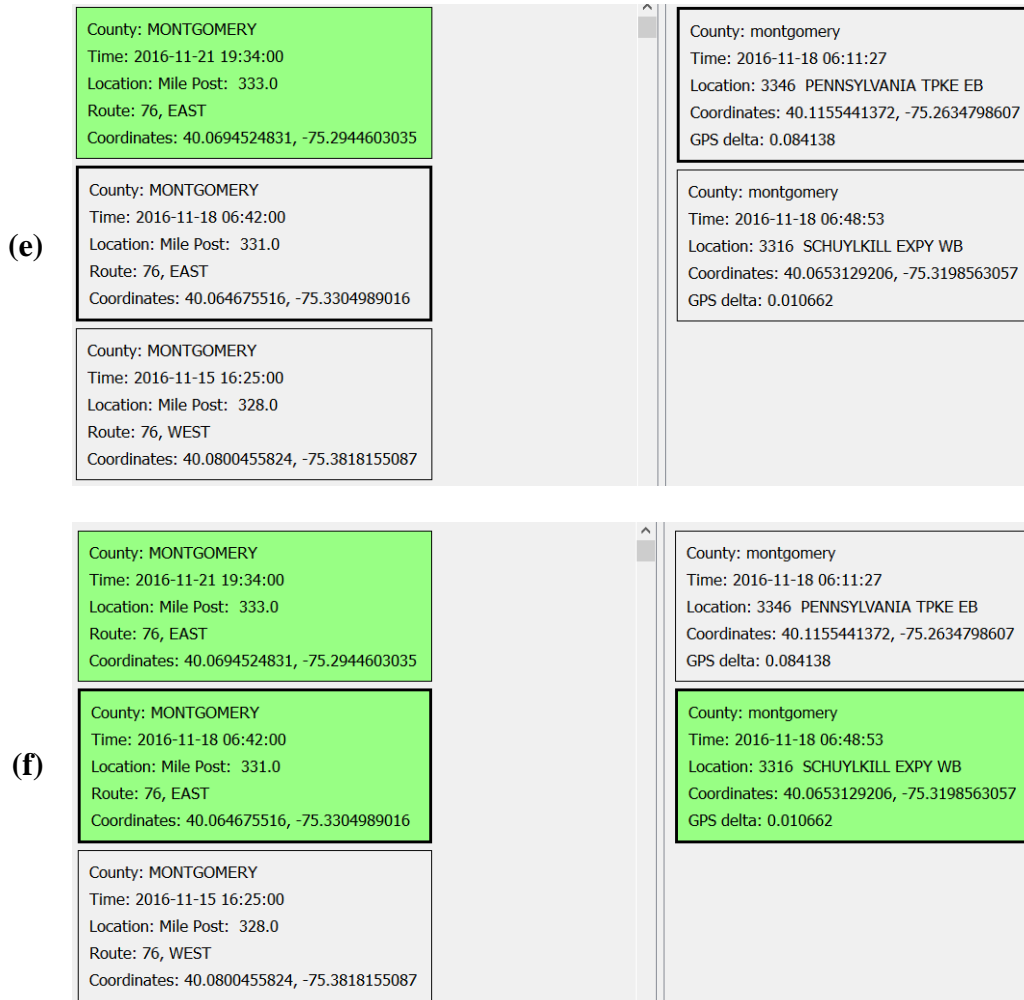 (e)
County: MONTGOMERY
Time: 2016-11-21 19:34:00
Location: Mile Post:  333.0
Route: 76, EAST
Coordinates: 40.0694524831, -75.2944603035
County: MONTGOMERY
Time: 2016-11-18 06:42:00
Location: Mile Post:  331.0
Route: 76, EAST
Coordinates: 40.064675516, -75.3304989016
County: MONTGOMERY
Time: 2016-11-15 16:25:00
Location: Mile Post:  328.0
Route: 76, WEST
Coordinates: 40.0800455824, -75.3818155087
County: montgomery
Time: 2016-11-18 06:11:27
Location: 3346  PENNSYLVANIA TPKE EB
Coordinates: 40.1155441372, -75.2634798607
GPS delta: 0.084138
County: montgomery
Time: 2016-11-18 06:48:53
Location: 3316  SCHUYLKILL EXPY WB
Coordinates: 40.0653129206, -75.3198563057
GPS delta: 0.010662
(f)
County: MONTGOMERY
Time: 2016-11-21 19:34:00
Location: Mile Post:  333.0
Route: 76, EAST
Coordinates: 40.0694524831, -75.2944603035
County: MONTGOMERY
Time: 2016-11-18 06:42:00
Location: Mile Post:  331.0
Route: 76, EAST
Coordinates: 40.064675516, -75.3304989016
County: MONTGOMERY
Time: 2016-11-15 16:25:00
Location: Mile Post:  328.0
Route: 76, WEST
Coordinates: 40.0800455824, -75.3818155087
County: montgomery
Time: 2016-11-18 06:11:27
Location: 3346  PENNSYLVANIA TPKE EB
Coordinates: 40.1155441372, -75.2634798607
GPS delta: 0.084138
County: montgomery
Time: 2016-11-18 06:48:53
Location: 3316  SCHUYLKILL EXPY WB
Coordinates: 40.0653129206, -75.3198563057
GPS delta: 0.010662